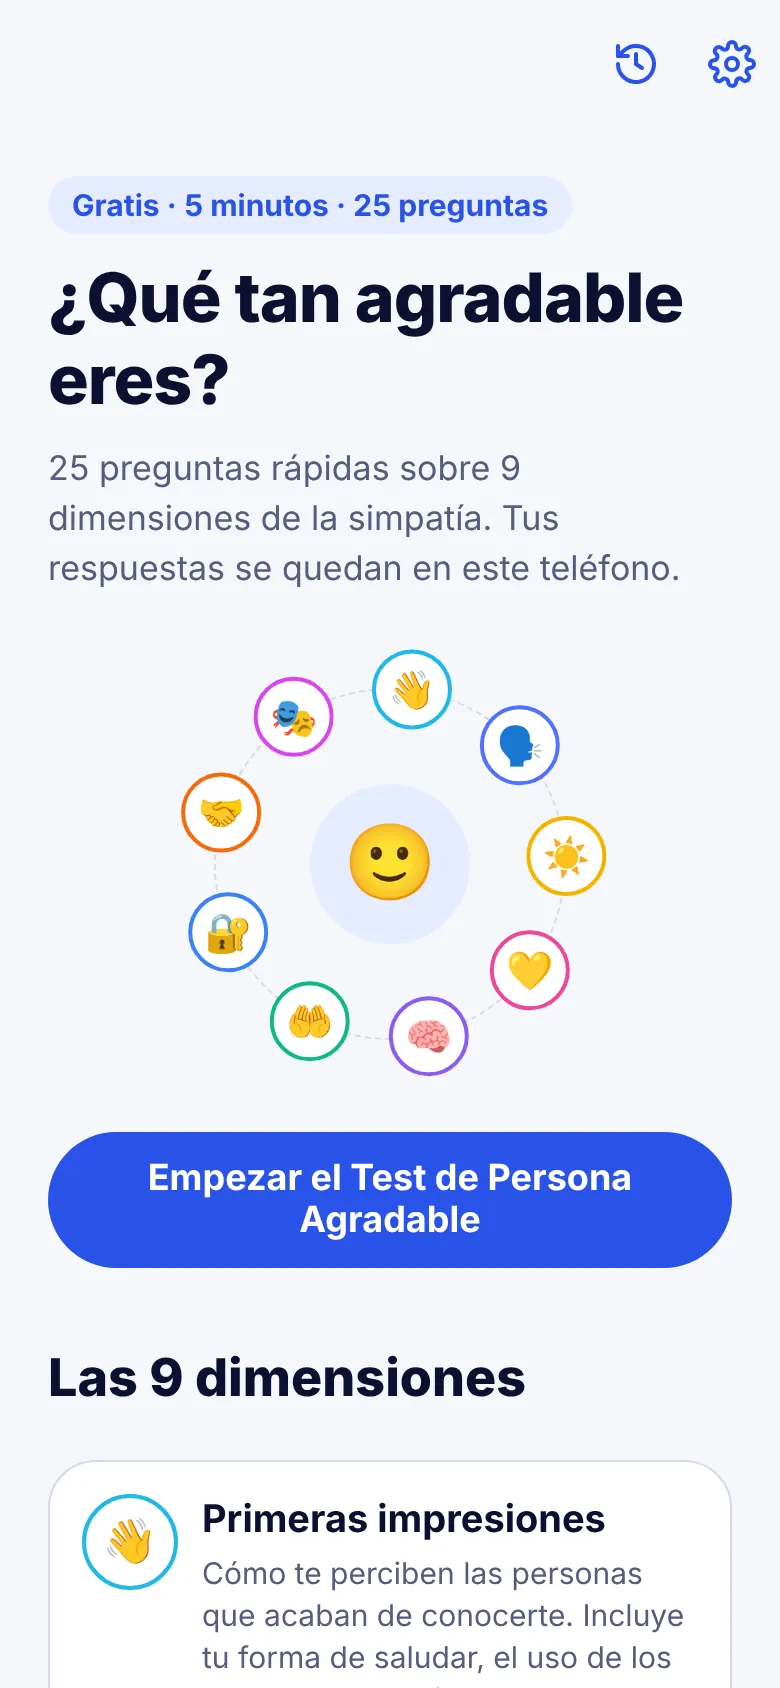 Gratis · 5 minutos · 25 preguntas
¿Qué tan agradable
eres?
25 preguntas rápidas sobre 9
dimensiones de la simpatía. Tus
respuestas se quedan en este teléfono.
Empezar el Test de Persona
Agradable
Las 9 dimensiones
Primeras impresiones
Cómo te perciben las personas
que acaban de conocerte. Incluye
tu forma de saludar, el uso de los